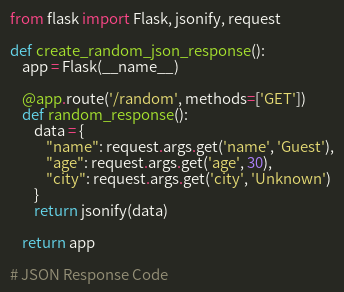 from flask import Flask, jsonify, request

def create_random_json_response():
    app = Flask(__name__)

    @app.route('/random', methods=['GET'])
    def random_response():
        data = {
            "name": request.args.get('name', 'Guest'),
            "age": request.args.get('age', 30),
            "city": request.args.get('city', 'Unknown')
        }
        return jsonify(data)

    return app

# JSON Response Code